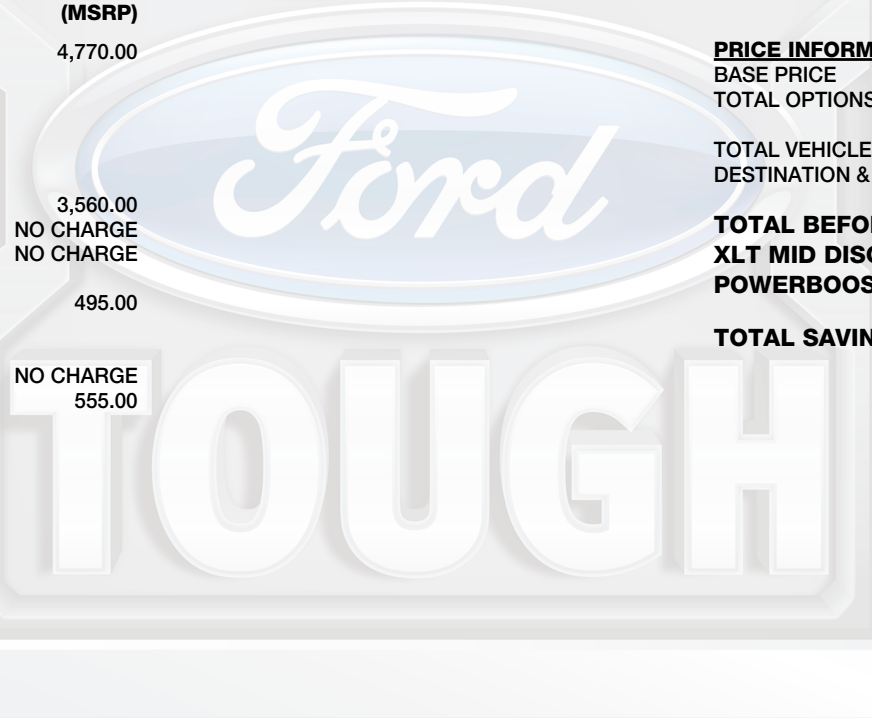 (MSRP)
4,770.00
3,560.00
NO CHARGE
NO CHARGE
495.00
NO CHARGE
555.00
PRICE INFORM
BASE PRICE
TOTAL OPTIONS
TOTAL VEHICLE
DESTINATION &
TOTAL BEFO
XLT MID DISC
POWERBOOS
TOTAL SAVIN
Ford
TOUGH